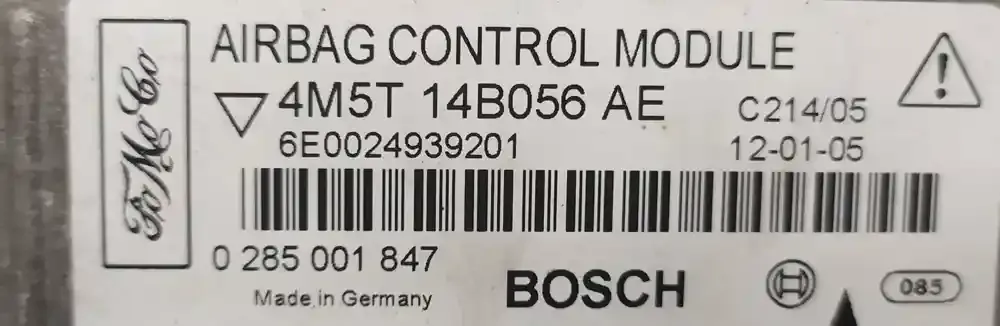 FoMoCo
AIRBAG CONTROL MODULE
4M5T 14B056 AE C214/05
6E0024939201 12-01-05
0 285 001 847
Made in Germany BOSCH 085